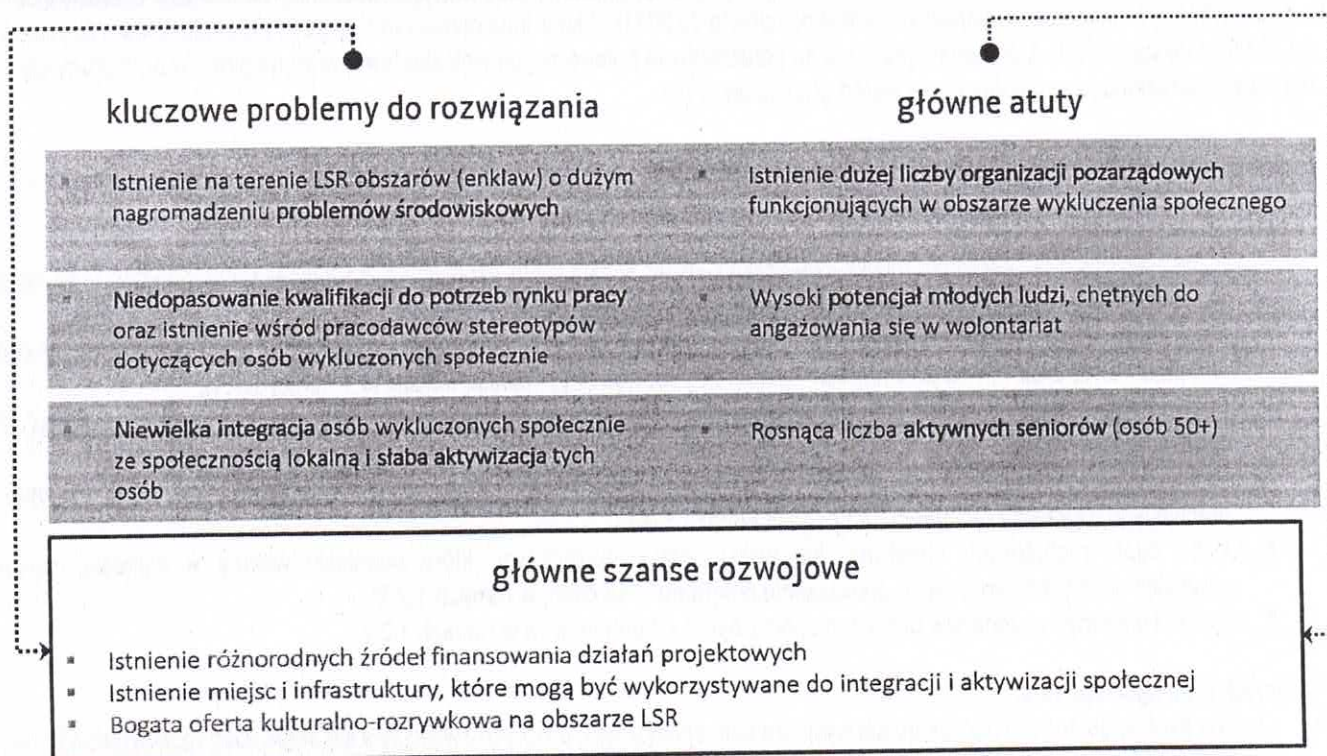 kluczowe problemy do rozwiązania
główne atuty
▪ Istnienie na terenie LSR obszarów (enklaw) o dużym
nagromadzeniu problemów środowiskowych
▪ Istnienie dużej liczby organizacji pozarządowych
funkcjonujących w obszarze wykluczenia społecznego
▪ Niedopasowanie kwalifikacji do potrzeb rynku pracy
oraz istnienie wśród pracodawców stereotypów
dotyczących osób wykluczonych społecznie
▪ Wysoki potencjał młodych ludzi, chętnych do
angażowania się w wolontariat
▪ Niewielka integracja osób wykluczonych społecznie
ze społecznością lokalną i słaba aktywizacja tych
osób
▪ Rosnąca liczba aktywnych seniorów (osób 50+)
główne szanse rozwojowe
▪ Istnienie różnorodnych źródeł finansowania działań projektowych
▪ Istnienie miejsc i infrastruktury, które mogą być wykorzystywane do integracji i aktywizacji społecznej
▪ Bogata oferta kulturalno-rozrywkowa na obszarze LSR